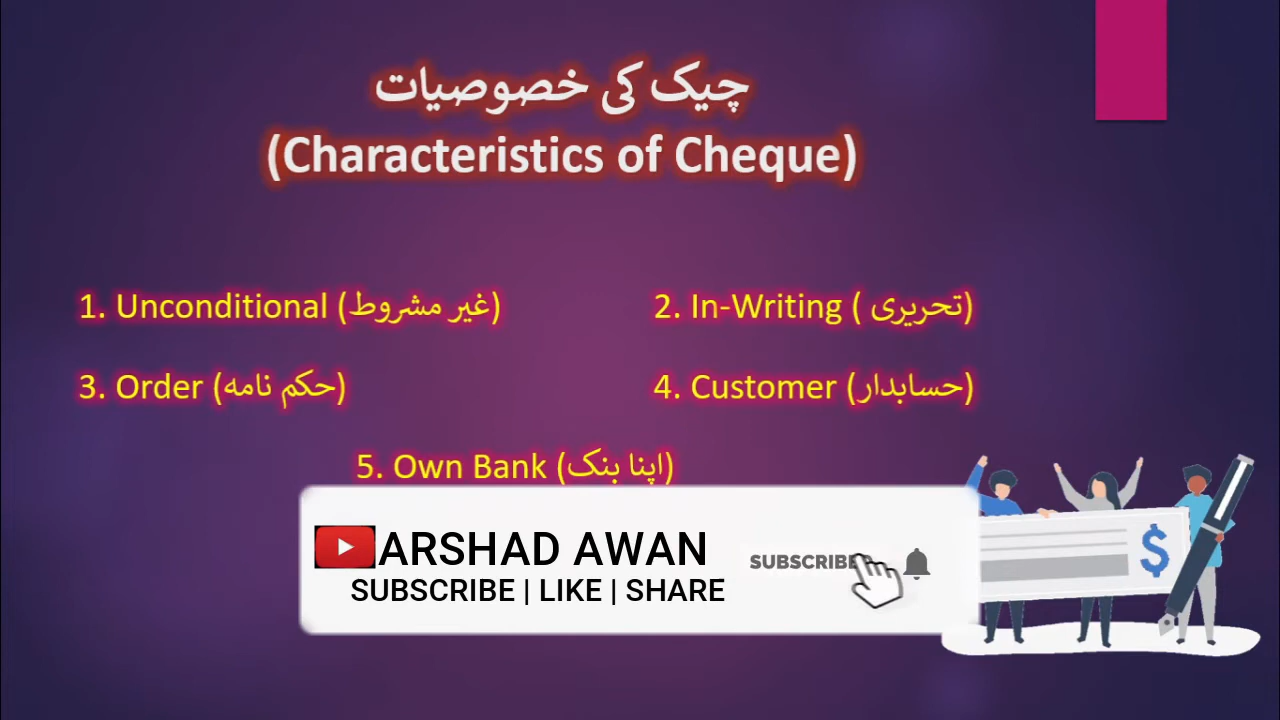 چیک کی خصوصیات
(Characteristics of Cheque)
1. Unconditional (غیر مشروط)
2. In-Writing ( تحریری)
3. Order (حکم نامہ)
4. Customer (حسابدار)
5. Own Bank (اپنا بنک)
ARSHAD AWAN
SUBSCRIBE | LIKE | SHARE
SUBSCRIBE
$